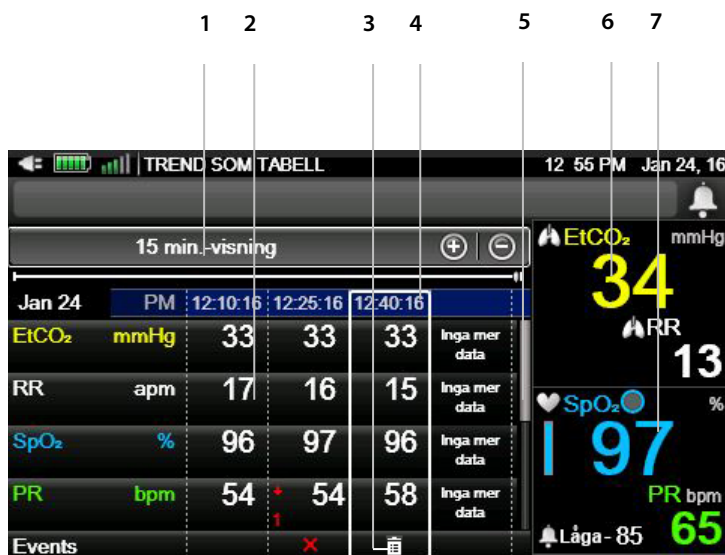 1 2 3 4 5 6 7
TREND SOM TABELL 12 55 PM Jan 24, 16
15 min.-visning
Jan 24 PM 12:10:16 12:25:16 12:40:16
EtCO₂ mmHg 33 33 33 Inga mer data
RR apm 17 16 15 Inga mer data
SpO₂ % 96 97 96 Inga mer data
PR bpm 54 54 58 Inga mer data
1
Events
EtCO₂ mmHg
34
RR
13
SpO₂ %
97
PR bpm
Låga- 85 65